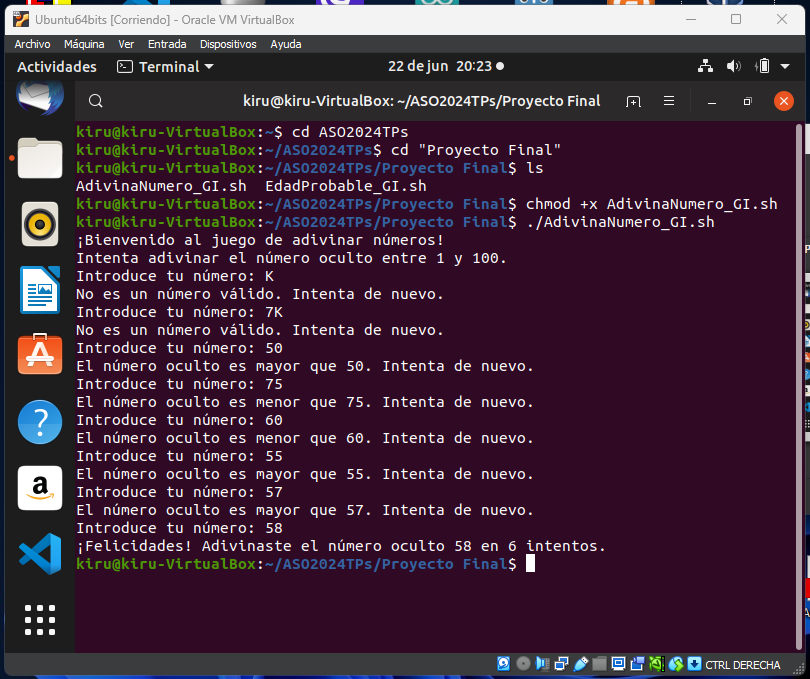 Ubuntu64bits [Corriendo] - Oracle VM VirtualBox
Archivo Máquina Ver Entrada Dispositivos Ayuda
Actividades Terminal 22 de jun 20:23
kiru@kiru-VirtualBox: ~/ASO2024TPs/Proyecto Final
kiru@kiru-VirtualBox:~$ cd ASO2024TPs
kiru@kiru-VirtualBox:~/ASO2024TPs$ cd "Proyecto Final"
kiru@kiru-VirtualBox:~/ASO2024TPs/Proyecto Final$ ls
AdivinaNumero_GI.sh  EdadProbable_GI.sh
kiru@kiru-VirtualBox:~/ASO2024TPs/Proyecto Final$ chmod +x AdivinaNumero_GI.sh
kiru@kiru-VirtualBox:~/ASO2024TPs/Proyecto Final$ ./AdivinaNumero_GI.sh
¡Bienvenido al juego de adivinar números!
Intenta adivinar el número oculto entre 1 y 100.
Introduce tu número: K
No es un número válido. Intenta de nuevo.
Introduce tu número: 7K
No es un número válido. Intenta de nuevo.
Introduce tu número: 50
El número oculto es mayor que 50. Intenta de nuevo.
Introduce tu número: 75
El número oculto es menor que 75. Intenta de nuevo.
Introduce tu número: 60
El número oculto es menor que 60. Intenta de nuevo.
Introduce tu número: 55
El número oculto es mayor que 55. Intenta de nuevo.
Introduce tu número: 57
El número oculto es mayor que 57. Intenta de nuevo.
Introduce tu número: 58
¡Felicidades! Adivinaste el número oculto 58 en 6 intentos.
kiru@kiru-VirtualBox:~/ASO2024TPs/Proyecto Final$
CTRL DERECHA